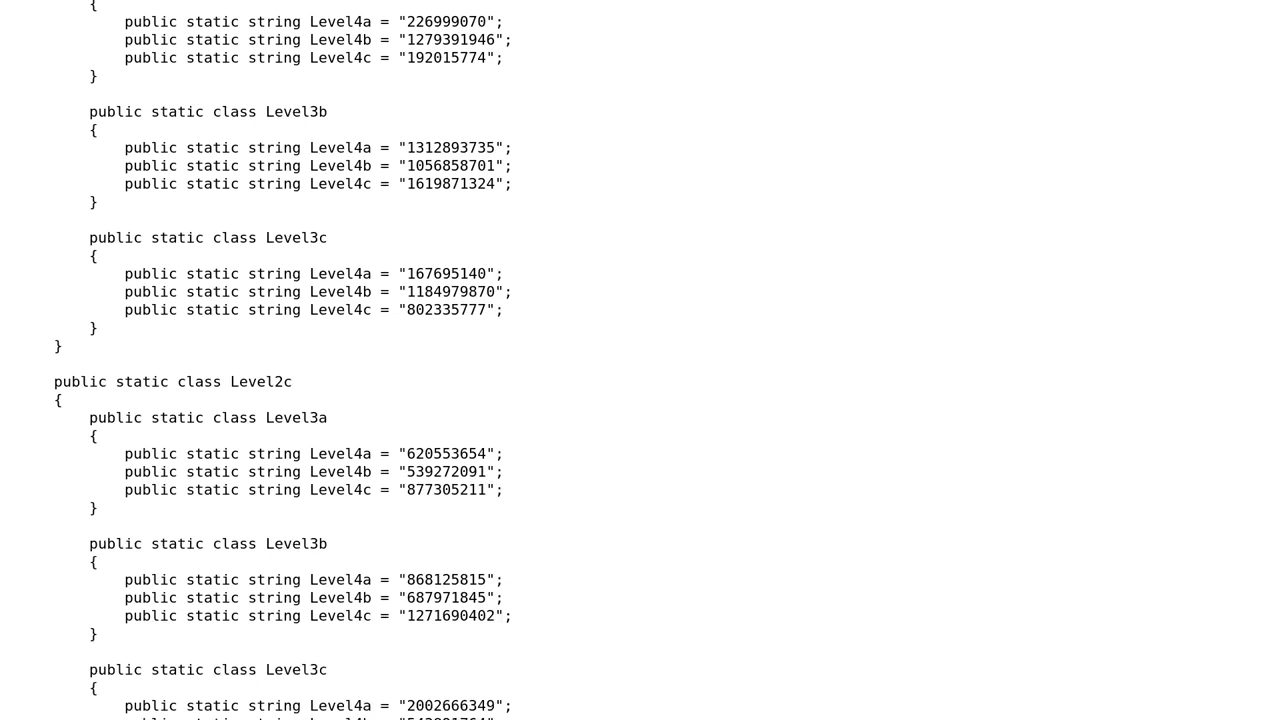 {
public static string Level4a = "226999070";
public static string Level4b = "1279391946";
public static string Level4c = "192015774";
}
public static class Level3b
{
public static string Level4a = "1312893735";
public static string Level4b = "1056858701";
public static string Level4c = "1619871324";
}
public static class Level3c
{
public static string Level4a = "167695140";
public static string Level4b = "1184979870";
public static string Level4c = "802335777";
}
}
public static class Level2c
{
public static class Level3a
{
public static string Level4a = "620553654";
public static string Level4b = "539272091";
public static string Level4c = "877305211";
}
public static class Level3b
{
public static string Level4a = "868125815";
public static string Level4b = "687971845";
public static string Level4c = "1271690402";
}
public static class Level3c
{
public static string Level4a = "2002666349";
public static string Level4b =